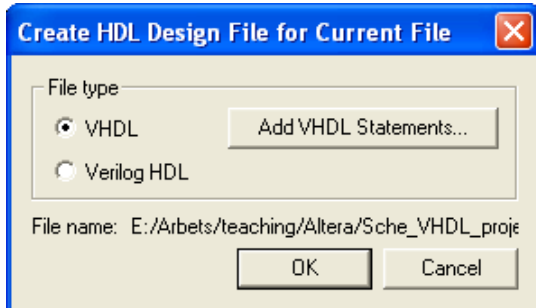 Create HDL Design File for Current File
File type
VHDL
Add VHDL Statements...
Verilog HDL
File name: E:/Arbets/teaching/Altera/Sche_VHDL_proje
OK
Cancel